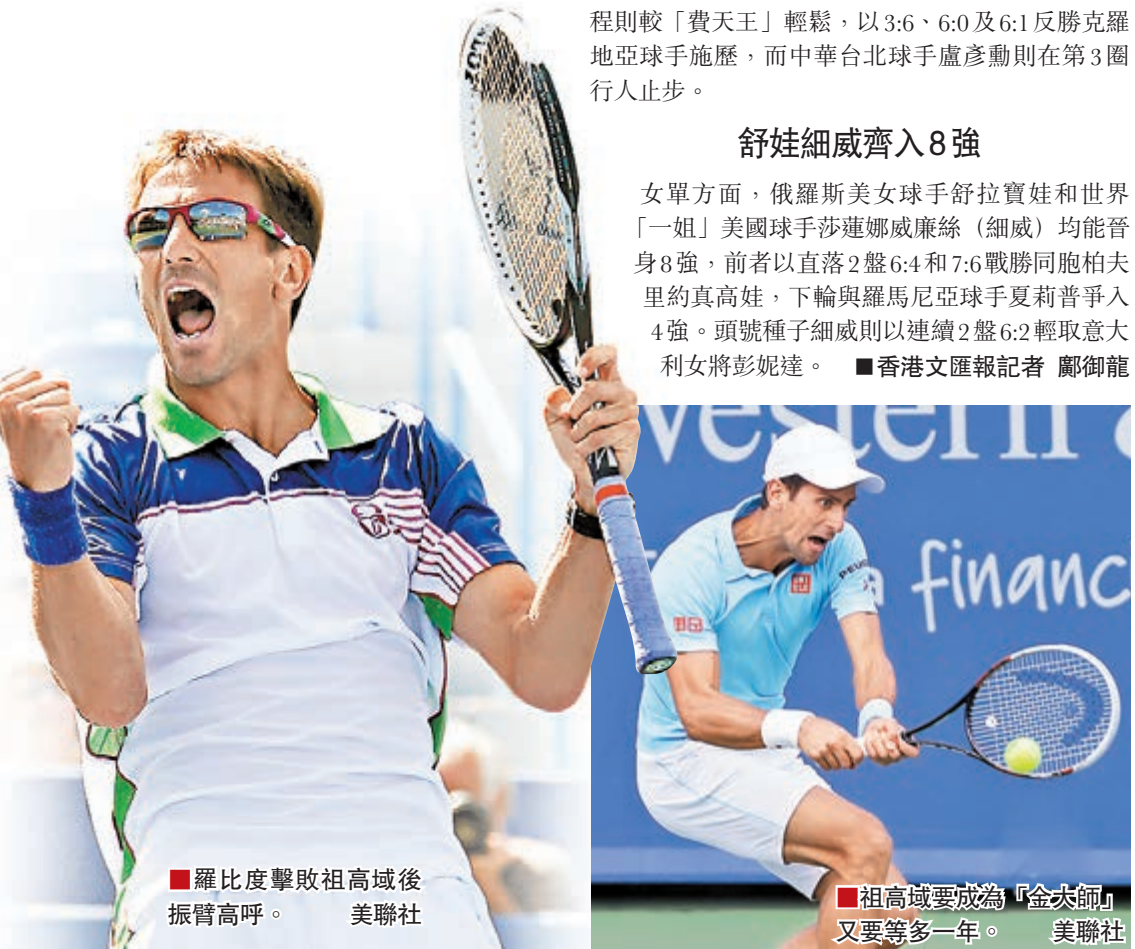 程則較「費天王」輕鬆，以3:6、6:0及6:1反勝克羅
地亞球手施歷，而中華台北球手盧彥勳則在第3圈
行人止步。
舒娃細威齊入8強
女單方面，俄羅斯美女球手舒拉寶娃和世界
「一姐」美國球手莎蓮娜威廉絲（細威）均能晉
身8強，前者以直落2盤6:4和7:6戰勝同胞柏夫
里約真高娃，下輪與羅馬尼亞球手夏莉普爭入
4強。頭號種子細威則以連續2盤6:2輕取意大
利女將彭妮達。 ■香港文匯報記者 鄺御龍
western
financ
PEUG
■羅比度擊敗祖高域後
振臂高呼。 美聯社
■祖高域要成為「金大師」
又要等多一年。 美聯社